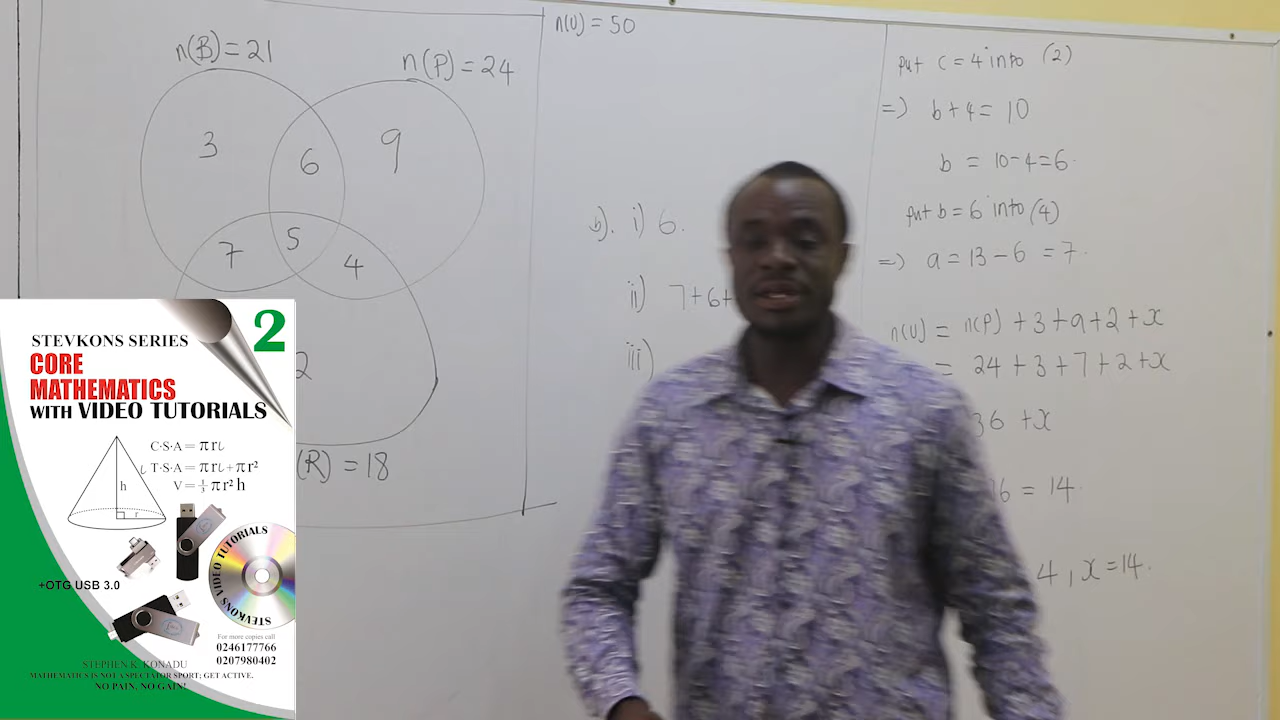 n(U) = 50
n(B) = 21
n(P) = 24
3
6
9
7
5
4
2
(R) = 18
b). i) 6.
ii) 7+6+
iii)
put c = 4 into (2)
=) b + 4 = 10
b = 10-4=6.
put b = 6 into (4)
=) a = 13 - 6 = 7.
n(U) = n(P) + 3 + a + 2 + x
= 24 + 3 + 7 + 2 + x
36 + x
= 14.
4 , x = 14.
2
STEVKONS SERIES
CORE
MATHEMATICS
WITH VIDEO TUTORIALS
C·S·A = πrι
T·S·A = πrι+πr²
V = ⅓πr²h
ι
h
r
STEVKONS VIDEO TUTORIALS
+OTG USB 3.0
For more copies call
0246177766
0207980402
STEPHEN K. KONADU
MATHEMATICS IS NOT A SPECTATOR SPORT; GET ACTIVE.
NO PAIN, NO GAIN!